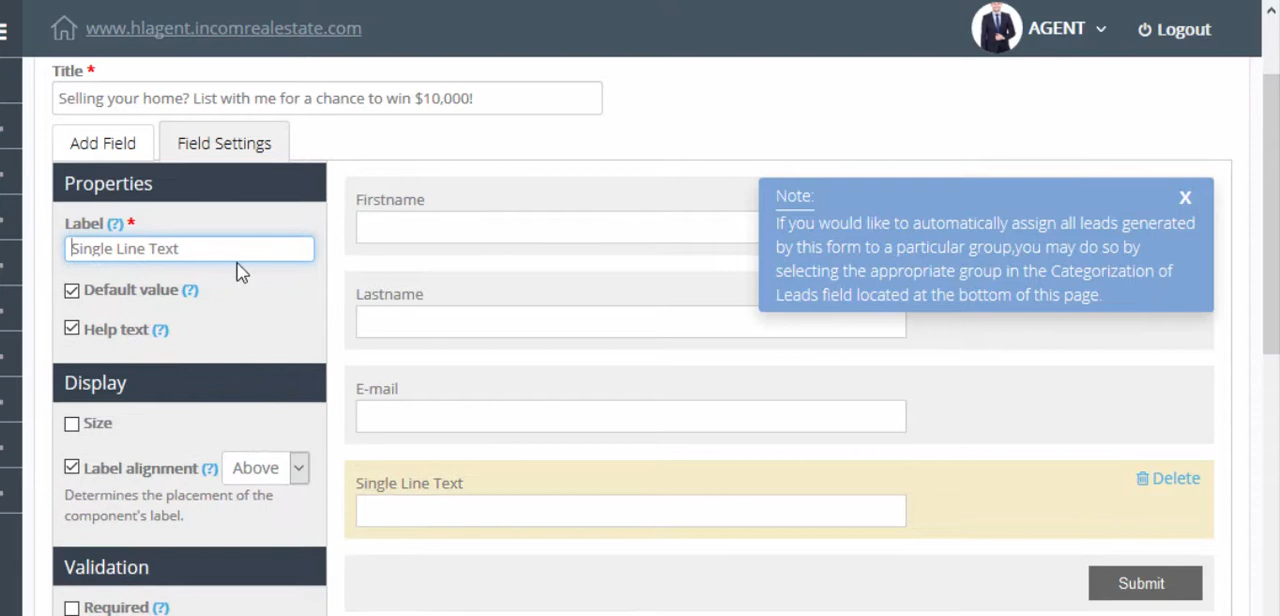 www.hlagent.incomrealestate.com
AGENT
Logout
Title *
Selling your home? List with me for a chance to win $10,000!
Add Field
Field Settings
Properties
Label (?) *
Single Line Text
Default value (?)
Help text (?)
Display
Size
Label alignment (?) Above
Determines the placement of the
component's label.
Validation
Required (?)
Firstname
Lastname
E-mail
Single Line Text
Delete
Submit
Note:
X
If you would like to automatically assign all leads generated
by this form to a particular group,you may do so by
selecting the appropriate group in the Categorization of
Leads field located at the bottom of this page.